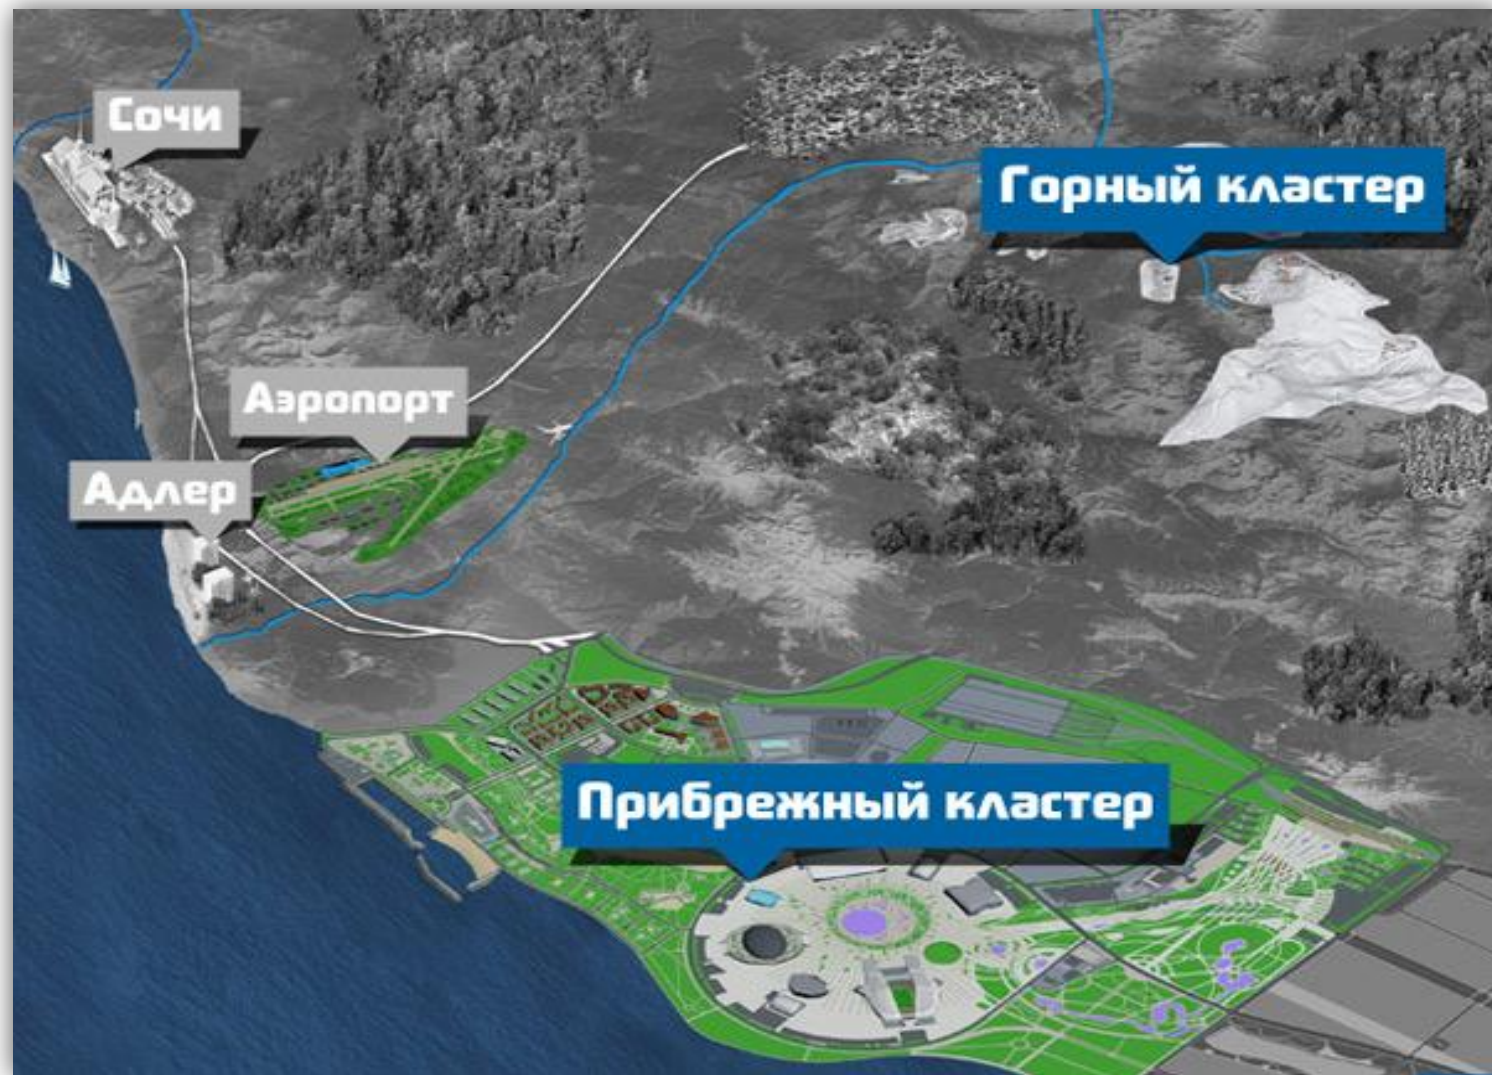 Сочи
Горный кластер
Аэропорт
Адлер
Прибрежный кластер